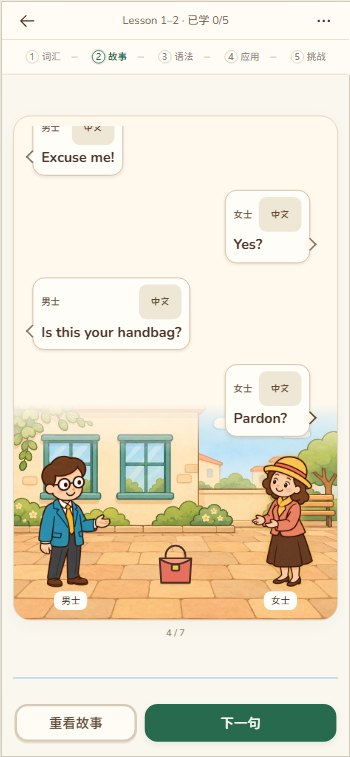 Lesson 1–2 · 已学 0/5
1 词汇 – 2 故事 – 3 语法 – 4 应用 – 5 挑战
男士 中文
Excuse me!
女士 中文
Yes?
男士 中文
Is this your handbag?
女士 中文
Pardon?
男士 女士
4 / 7
重看故事 下一句